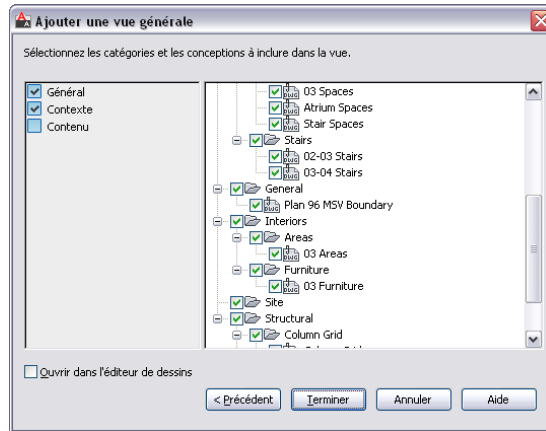 Ajouter une vue générale
Sélectionnez les catégories et les conceptions à inclure dans la vue.
Général
Contexte
Contenu
03 Spaces
Atrium Spaces
Stair Spaces
Stairs
02-03 Stairs
03-04 Stairs
General
Plan 96 MSV Boundary
Interiors
Areas
03 Areas
Furniture
03 Furniture
Site
Structural
Column Grid
Ouvrir dans l'éditeur de dessins
< Précédent
Terminer
Annuler
Aide